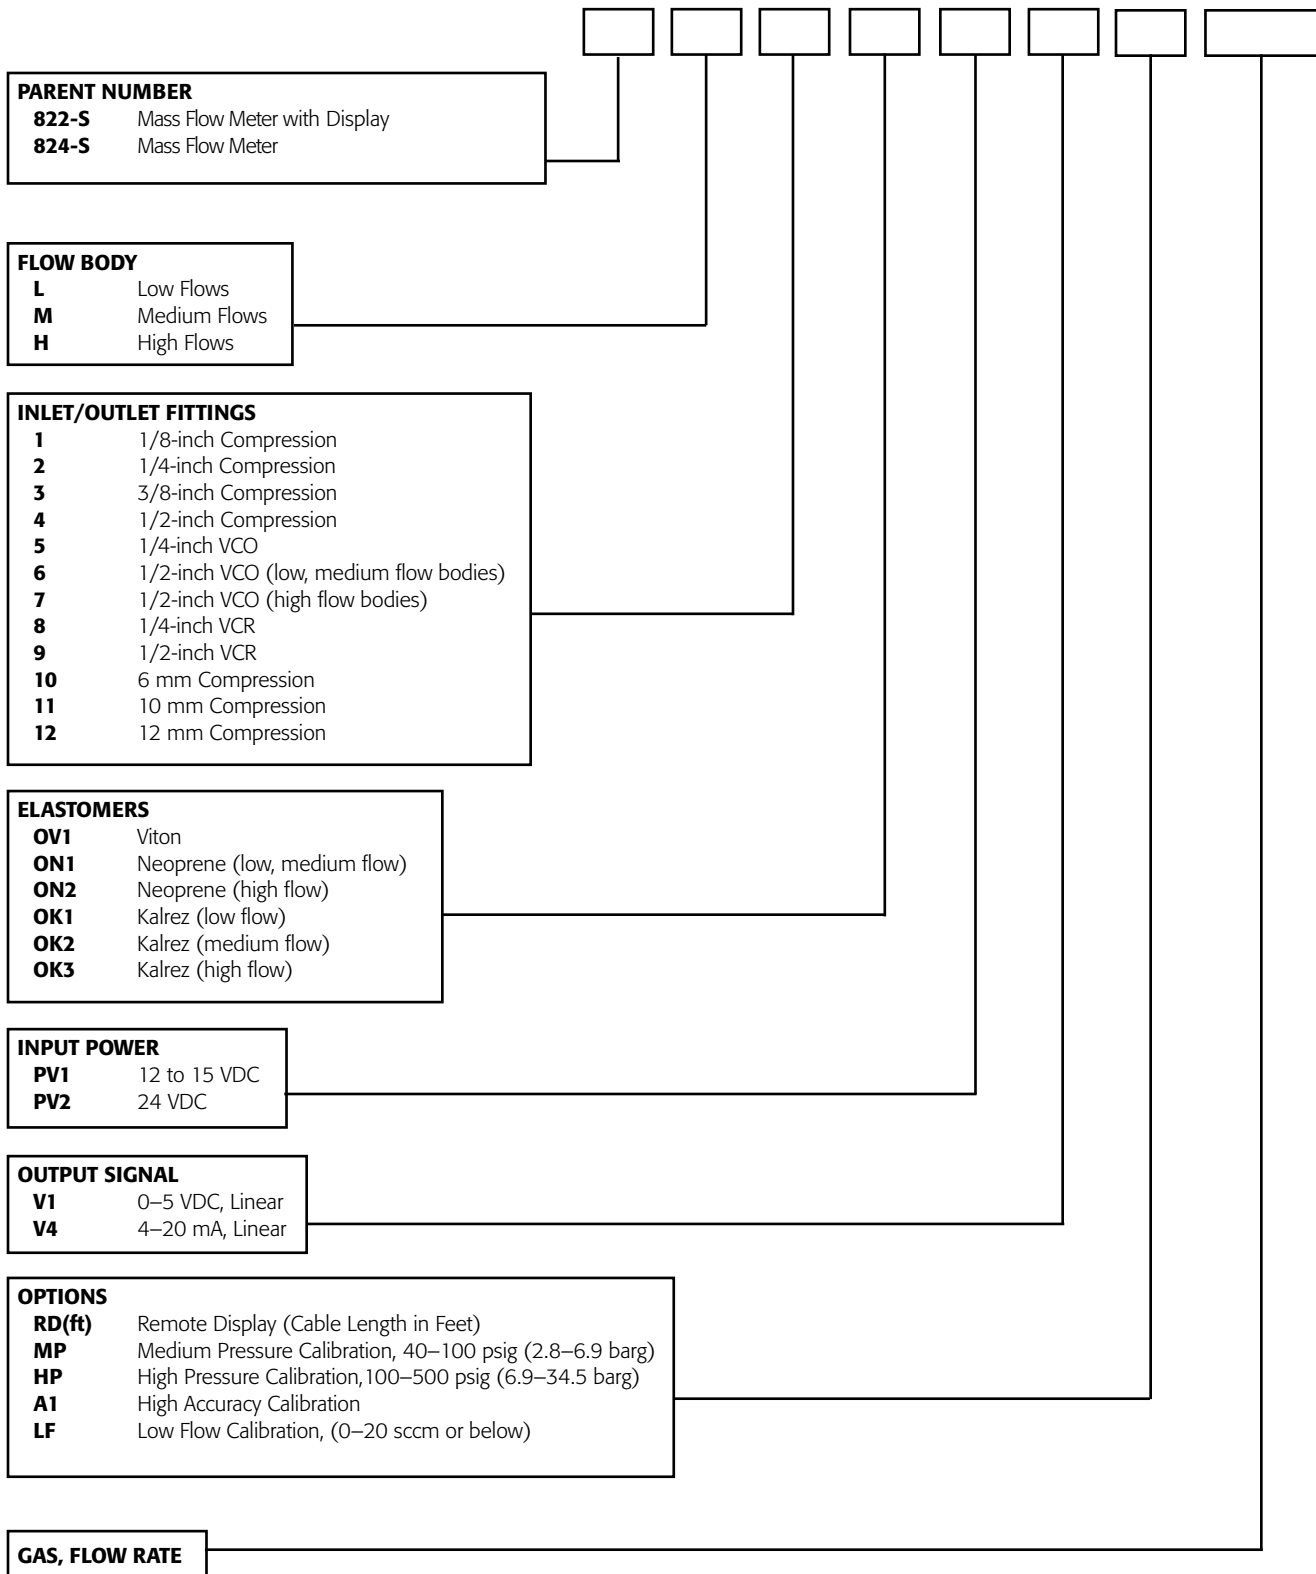 PARENT NUMBER
822-S Mass Flow Meter with Display
824-S Mass Flow Meter
FLOW BODY
L Low Flows
M Medium Flows
H High Flows
INLET/OUTLET FITTINGS
1 1/8-inch Compression
2 1/4-inch Compression
3 3/8-inch Compression
4 1/2-inch Compression
5 1/4-inch VCO
6 1/2-inch VCO (low, medium flow bodies)
7 1/2-inch VCO (high flow bodies)
8 1/4-inch VCR
9 1/2-inch VCR
10 6 mm Compression
11 10 mm Compression
12 12 mm Compression
ELASTOMERS
OV1 Viton
ON1 Neoprene (low, medium flow)
ON2 Neoprene (high flow)
OK1 Kalrez (low flow)
OK2 Kalrez (medium flow)
OK3 Kalrez (high flow)
INPUT POWER
PV1 12 to 15 VDC
PV2 24 VDC
OUTPUT SIGNAL
V1 0–5 VDC, Linear
V4 4–20 mA, Linear
OPTIONS
RD(ft) Remote Display (Cable Length in Feet)
MP Medium Pressure Calibration, 40–100 psig (2.8–6.9 barg)
HP High Pressure Calibration,100–500 psig (6.9–34.5 barg)
A1 High Accuracy Calibration
LF Low Flow Calibration, (0–20 sccm or below)
GAS, FLOW RATE